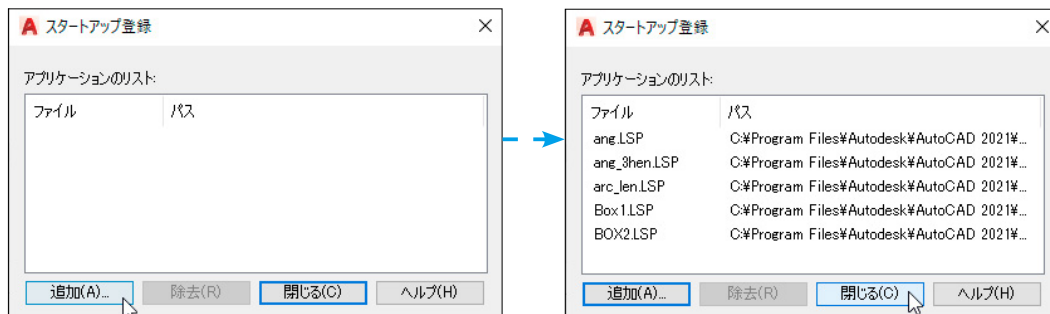 スタートアップ登録
アプリケーションのリスト:
ファイル パス
追加(A)... 除去(R) 閉じる(C) ヘルプ(H)
スタートアップ登録
アプリケーションのリスト:
ファイル パス
ang.LSP C:¥Program Files¥Autodesk¥AutoCAD 2021¥...
ang_3hen.LSP C:¥Program Files¥Autodesk¥AutoCAD 2021¥...
arc_len.LSP C:¥Program Files¥Autodesk¥AutoCAD 2021¥...
Box1.LSP C:¥Program Files¥Autodesk¥AutoCAD 2021¥...
BOX2.LSP C:¥Program Files¥Autodesk¥AutoCAD 2021¥...
追加(A)... 除去(R) 閉じる(C) ヘルプ(H)